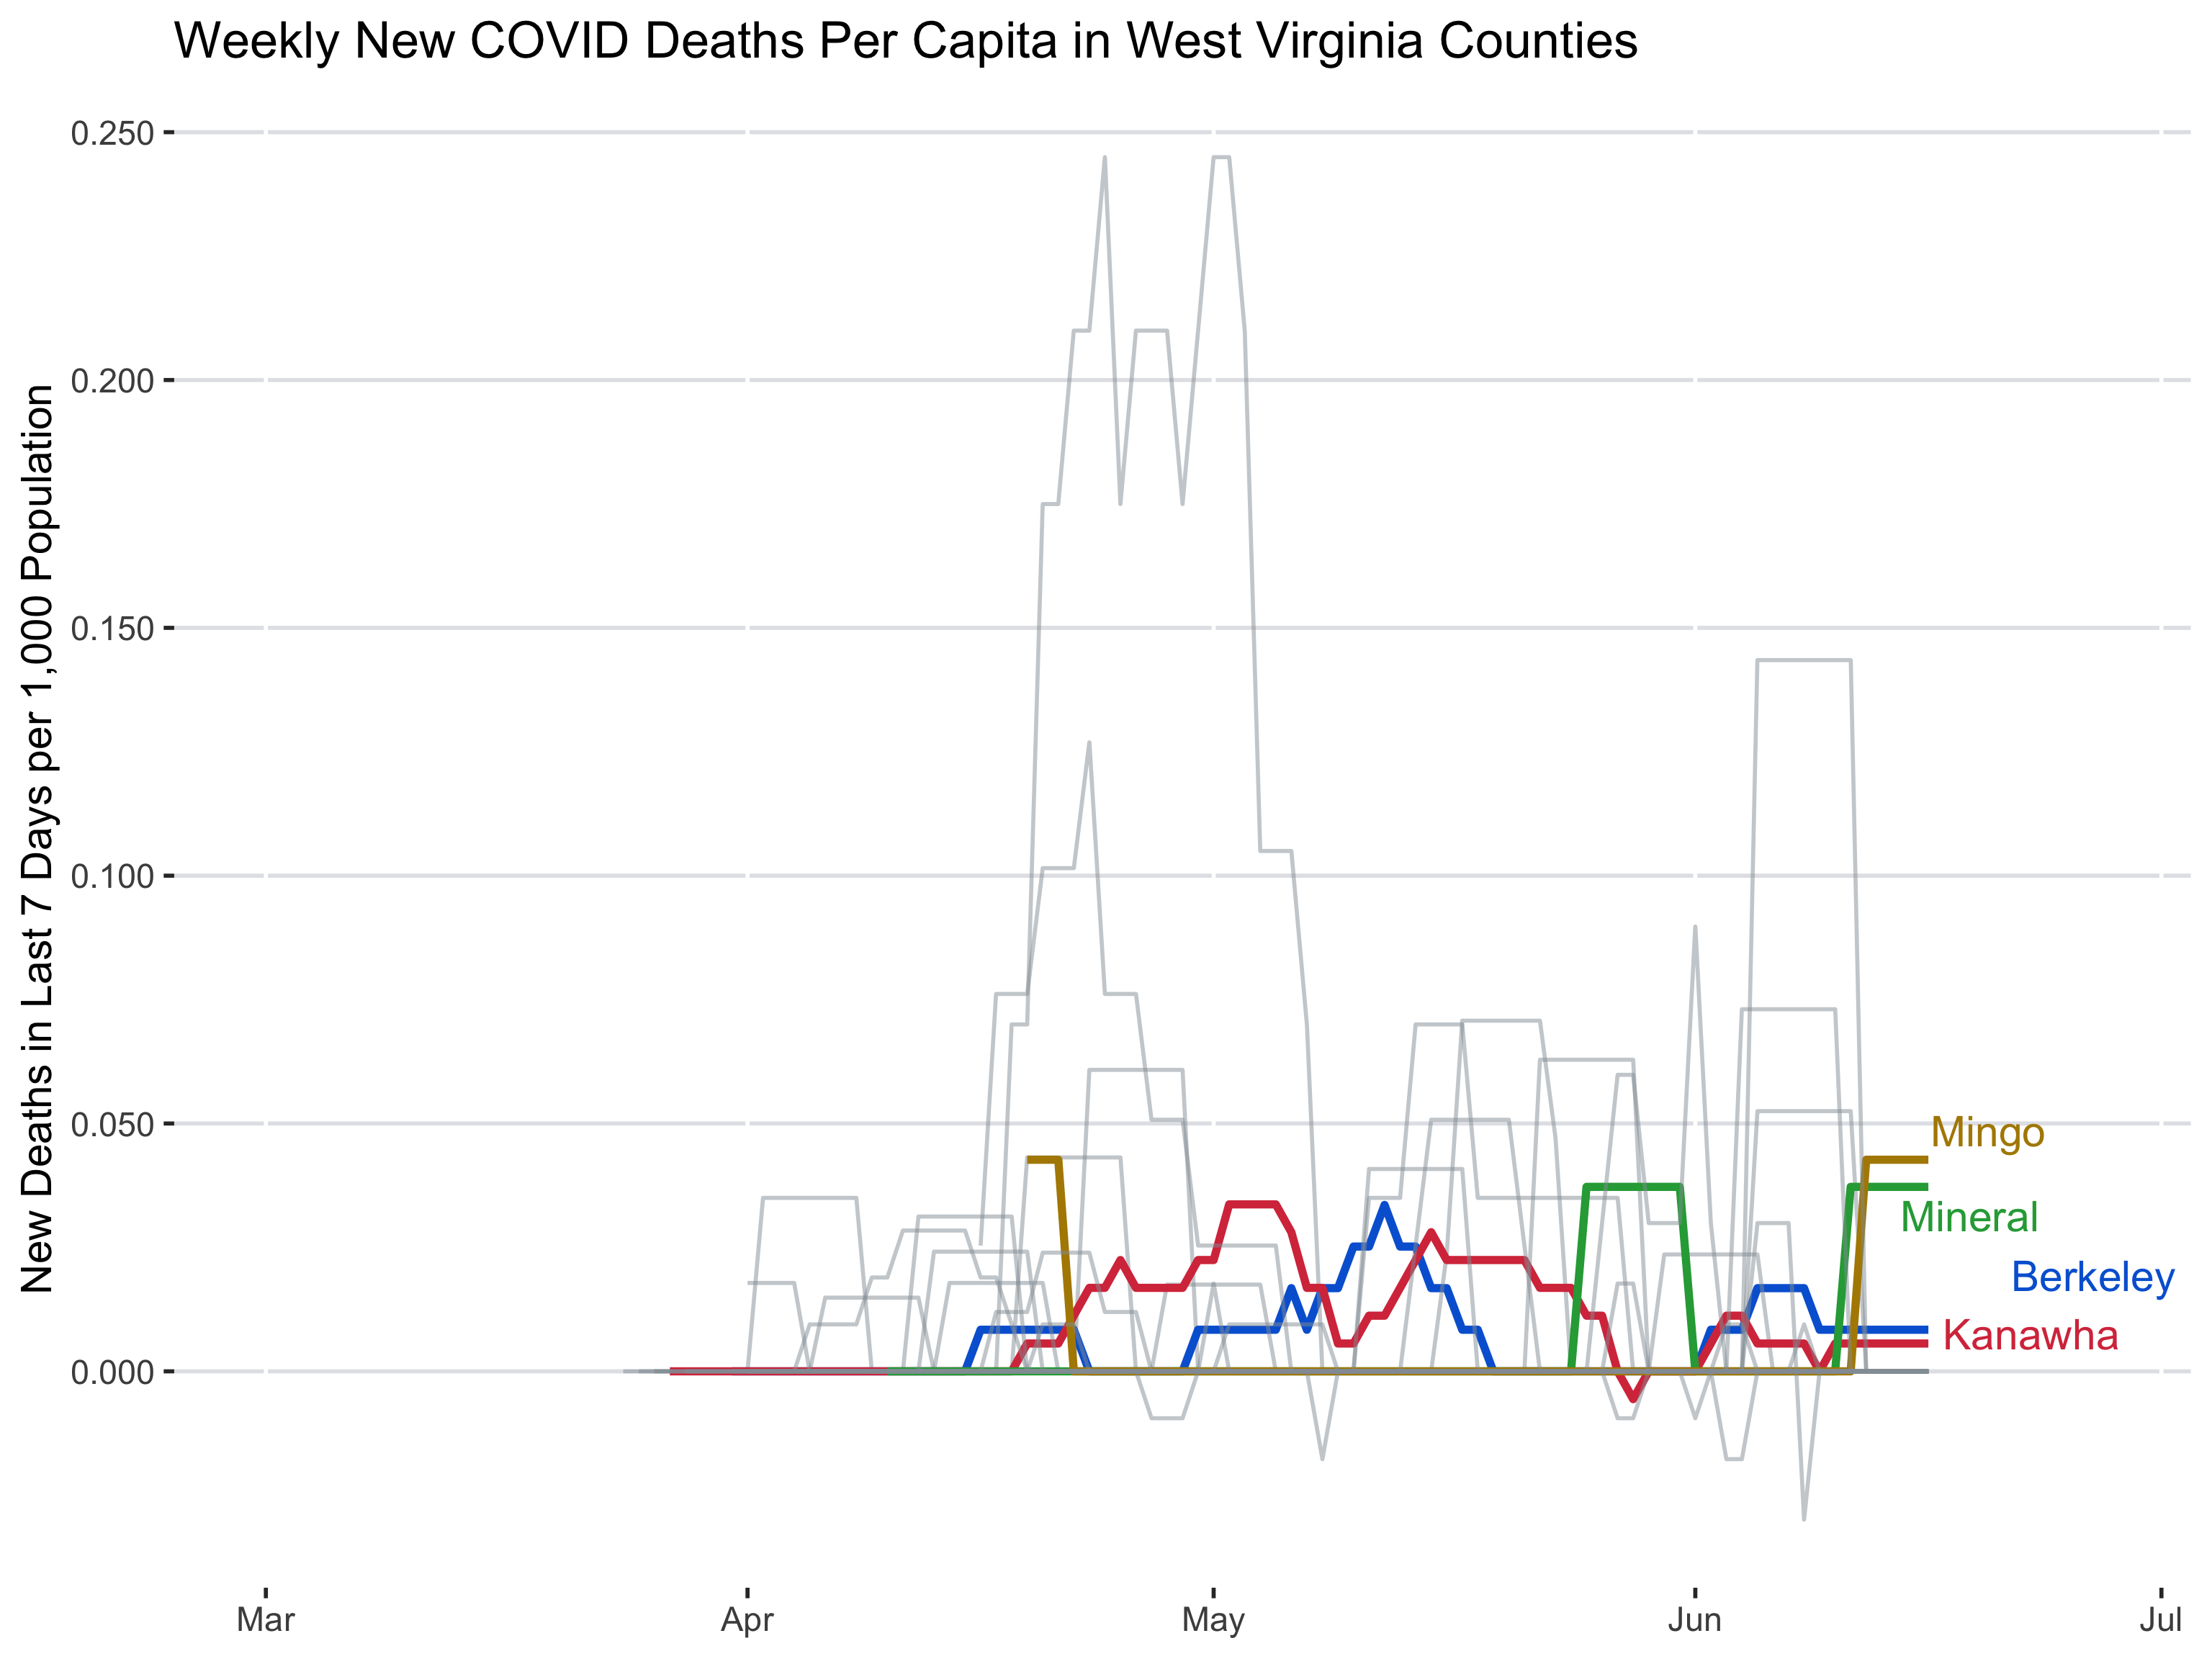 Weekly New COVID Deaths Per Capita in West Virginia Counties
New Deaths in Last 7 Days per 1,000 Population
0.250
0.200
0.150
0.100
0.050
0.000
Mingo
Mineral
Berkeley
Kanawha
Mar
Apr
May
Jun
Jul